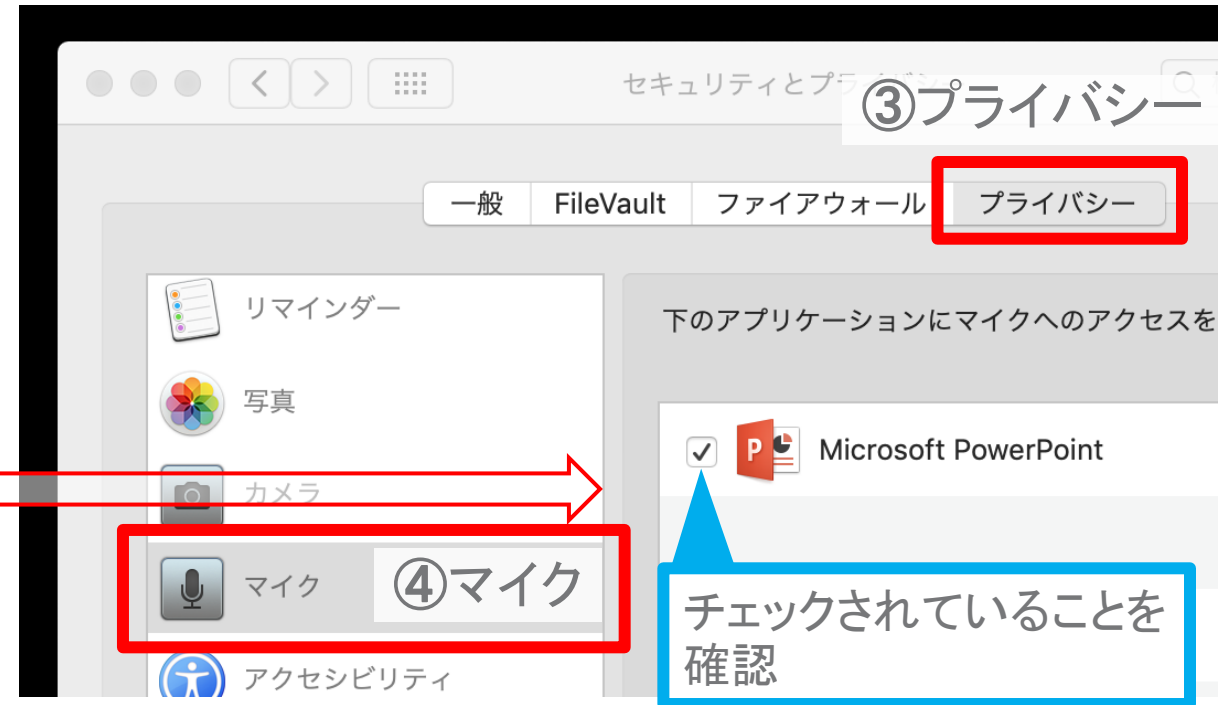 セキュリティとプ
③プライバシー
一般 FileVault ファイアウォール プライバシー
リマインダー
下のアプリケーションにマイクへのアクセスを
写真
Microsoft PowerPoint
カメラ
マイク ④マイク
チェックされていることを
確認
アクセシビリティ